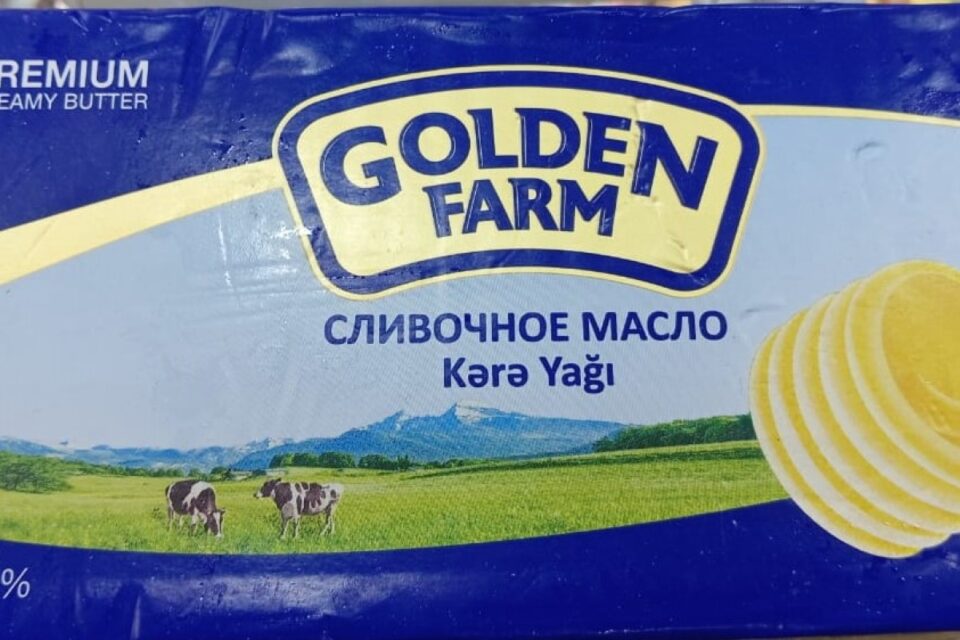 REMIUM
EAMY BUTTER
GOLDEN
FARM
СЛИВОЧНОЕ МАСЛО
Kərə Yağı
%